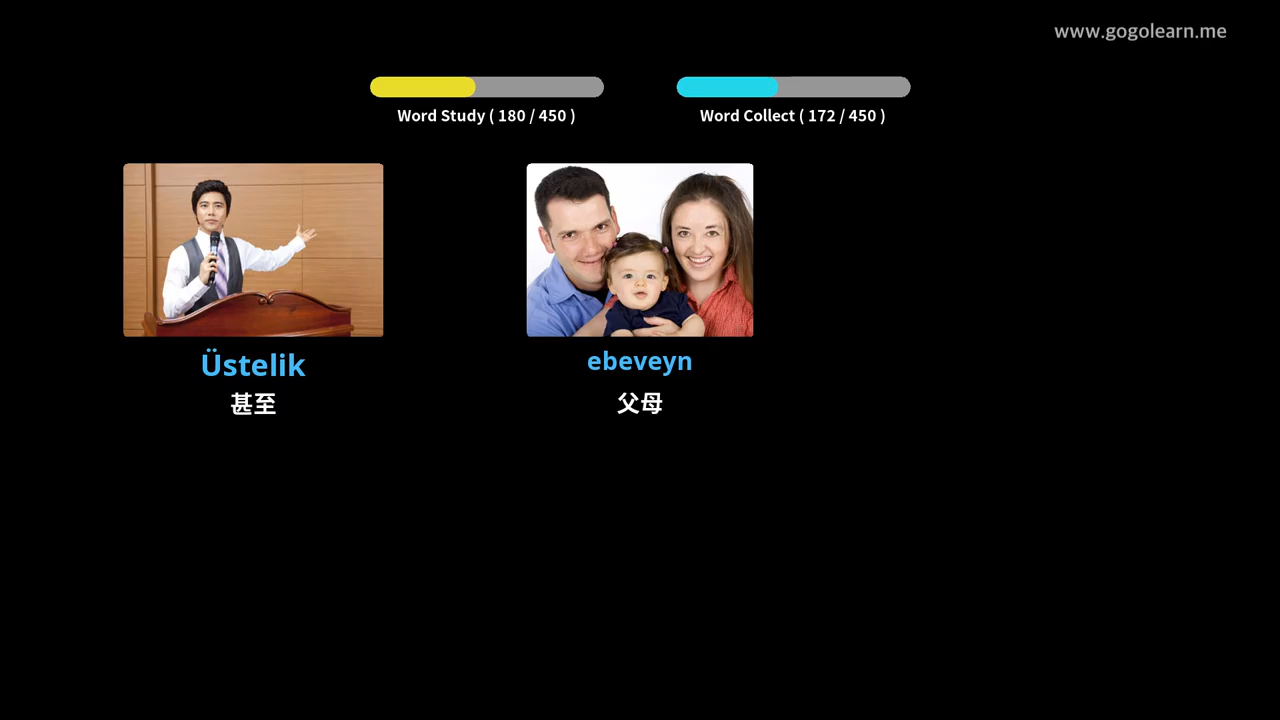 www.gogolearn.me
Word Study ( 180 / 450 )
Word Collect ( 172 / 450 )
Üstelik
甚至
ebeveyn
父母